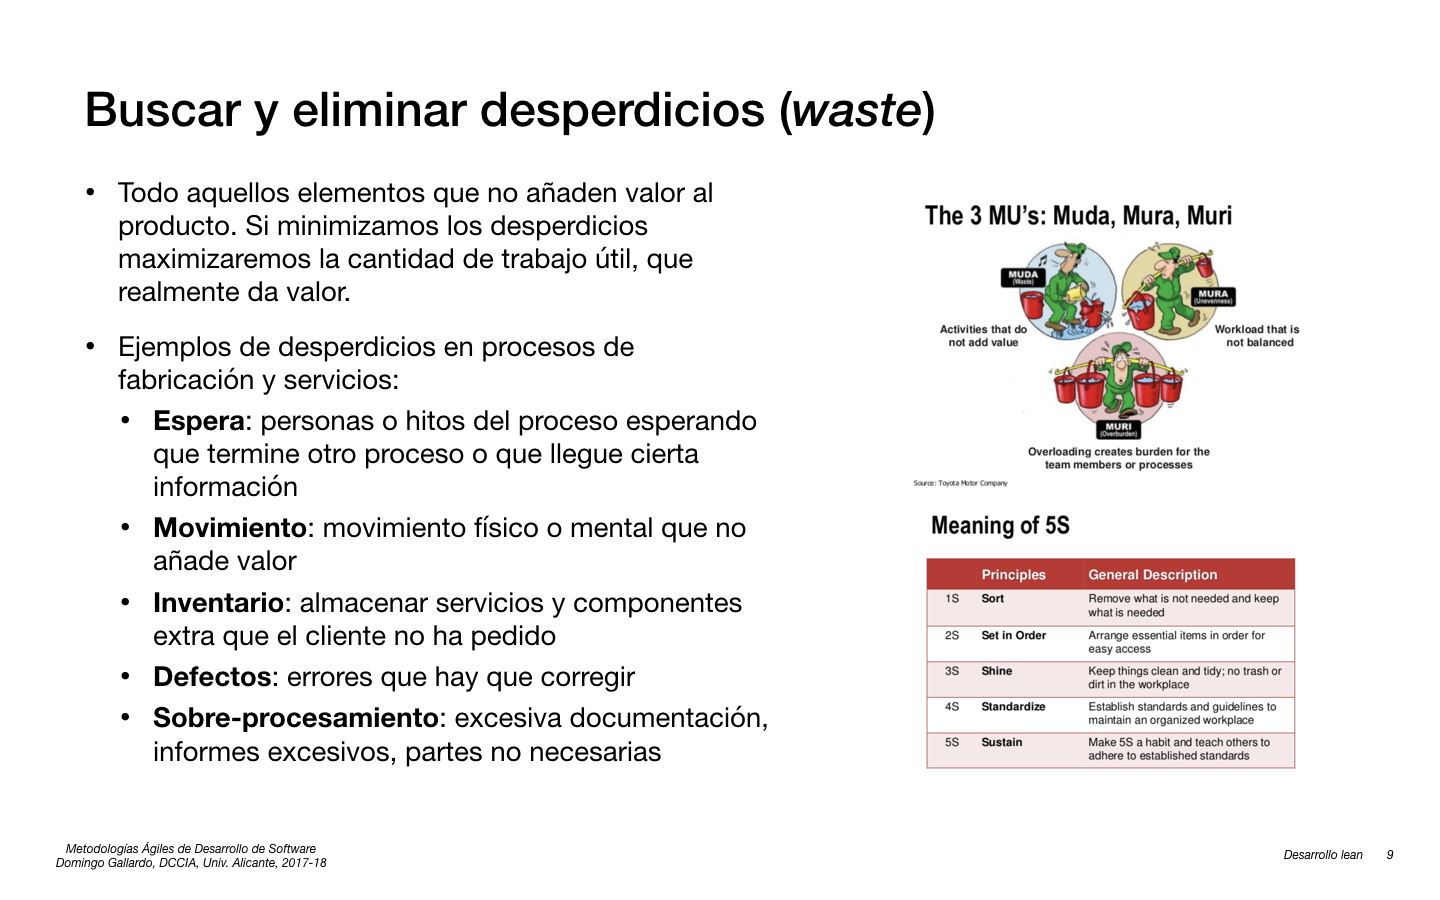 Buscar y eliminar desperdicios (waste)
• Todo aquellos elementos que no añaden valor al
producto. Si minimizamos los desperdicios
maximizaremos la cantidad de trabajo útil, que
realmente da valor.
• Ejemplos de desperdicios en procesos de
fabricación y servicios:
• Espera: personas o hitos del proceso esperando
que termine otro proceso o que llegue cierta
información
• Movimiento: movimiento físico o mental que no
añade valor
• Inventario: almacenar servicios y componentes
extra que el cliente no ha pedido
• Defectos: errores que hay que corregir
• Sobre-procesamiento: excesiva documentación,
informes excesivos, partes no necesarias
The 3 MU's: Muda, Mura, Muri
MUDA
(Waste)
MURA
(Unevenness)
Activities that do
not add value
Workload that is
not balanced
MURI
(Overburden)
Overloading creates burden for the
team members or processes
Source: Toyota Motor Company
Meaning of 5S
Principles General Description
1S Sort Remove what is not needed and keep
what is needed
2S Set in Order Arrange essential items in order for
easy access
3S Shine Keep things clean and tidy; no trash or
dirt in the workplace
4S Standardize Establish standards and guidelines to
maintain an organized workplace
5S Sustain Make 5S a habit and teach others to
adhere to established standards
Metodologías Ágiles de Desarrollo de Software
Domingo Gallardo, DCCIA, Univ. Alicante, 2017-18
Desarrollo lean 9